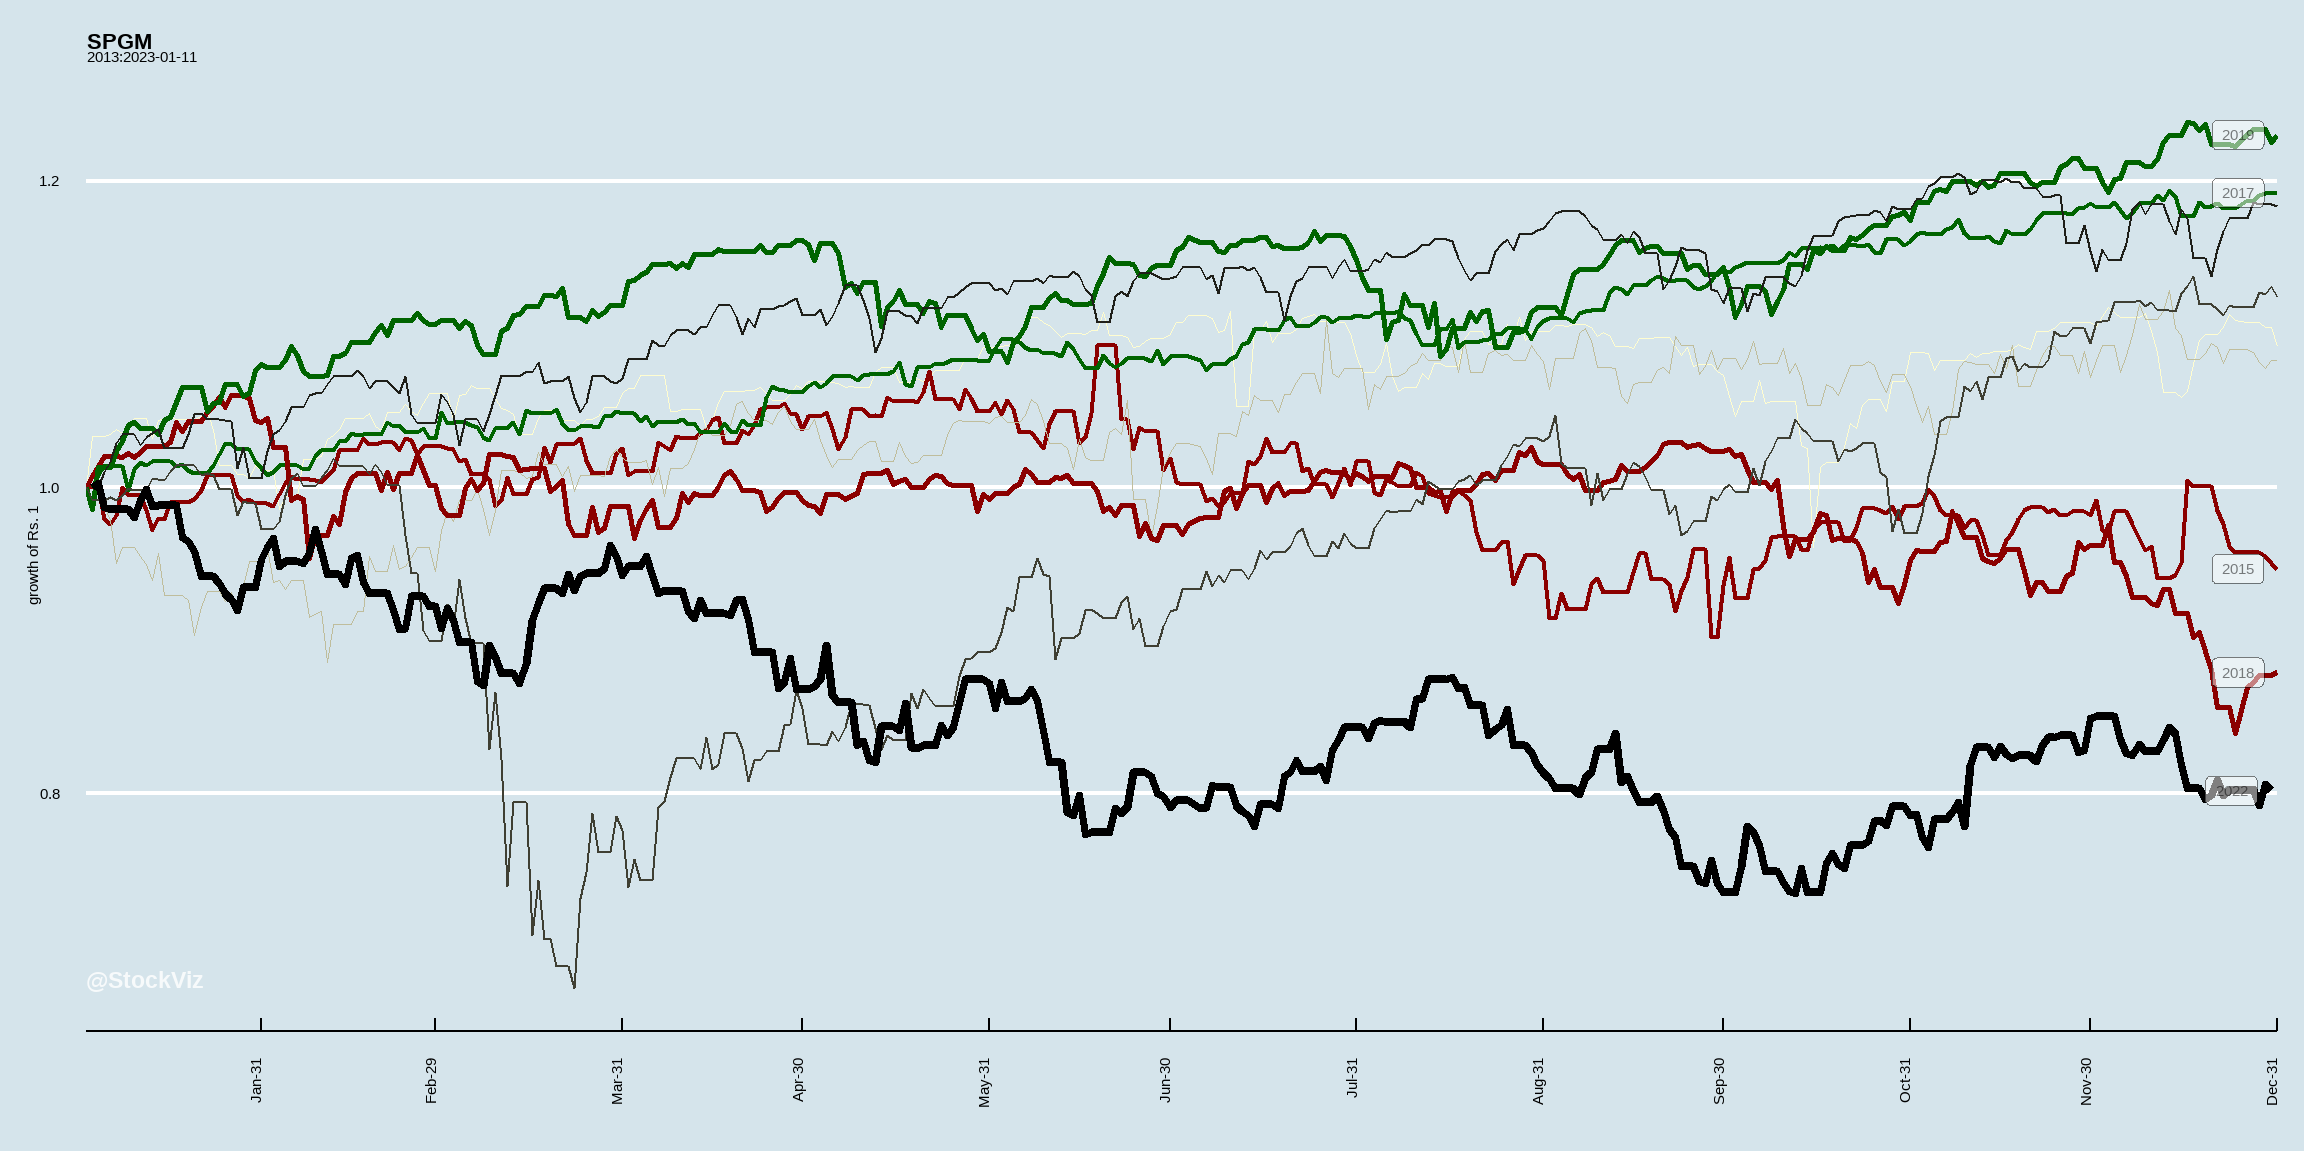 SPGM
2013:2023-01-11
2019
1.2
2017
1.0
growth of Rs. 1
2015
2018
0.8
2022
@StockViz
Jan-31
Feb-29
Mar-31
Apr-30
May-31
Jun-30
Jul-31
Aug-31
Sep-30
Oct-31
Nov-30
Dec-31